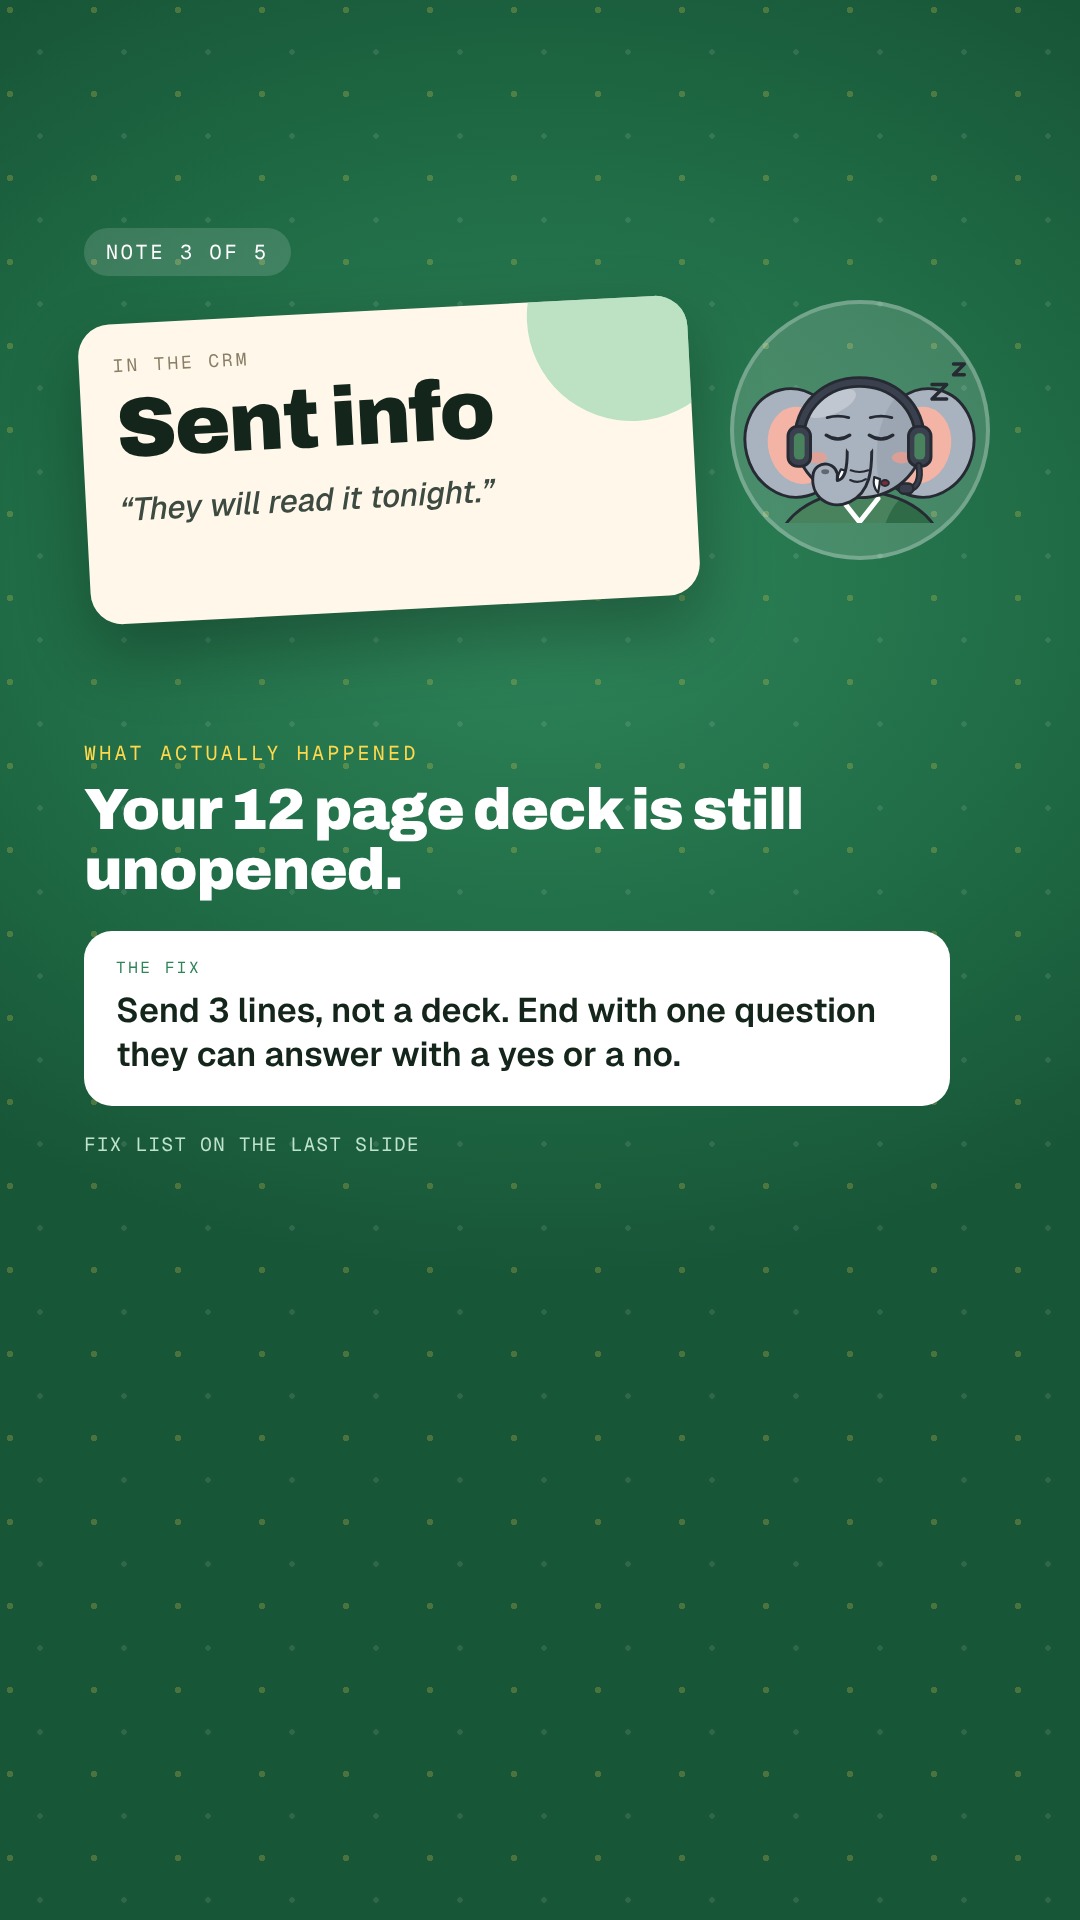 NOTE 3 OF 5
IN THE CRM
Sent info
“They will read it tonight.”
Z
Z
WHAT ACTUALLY HAPPENED
Your 12 page deck is still
unopened.
THE FIX
Send 3 lines, not a deck. End with one question
they can answer with a yes or a no.
FIX LIST ON THE LAST SLIDE